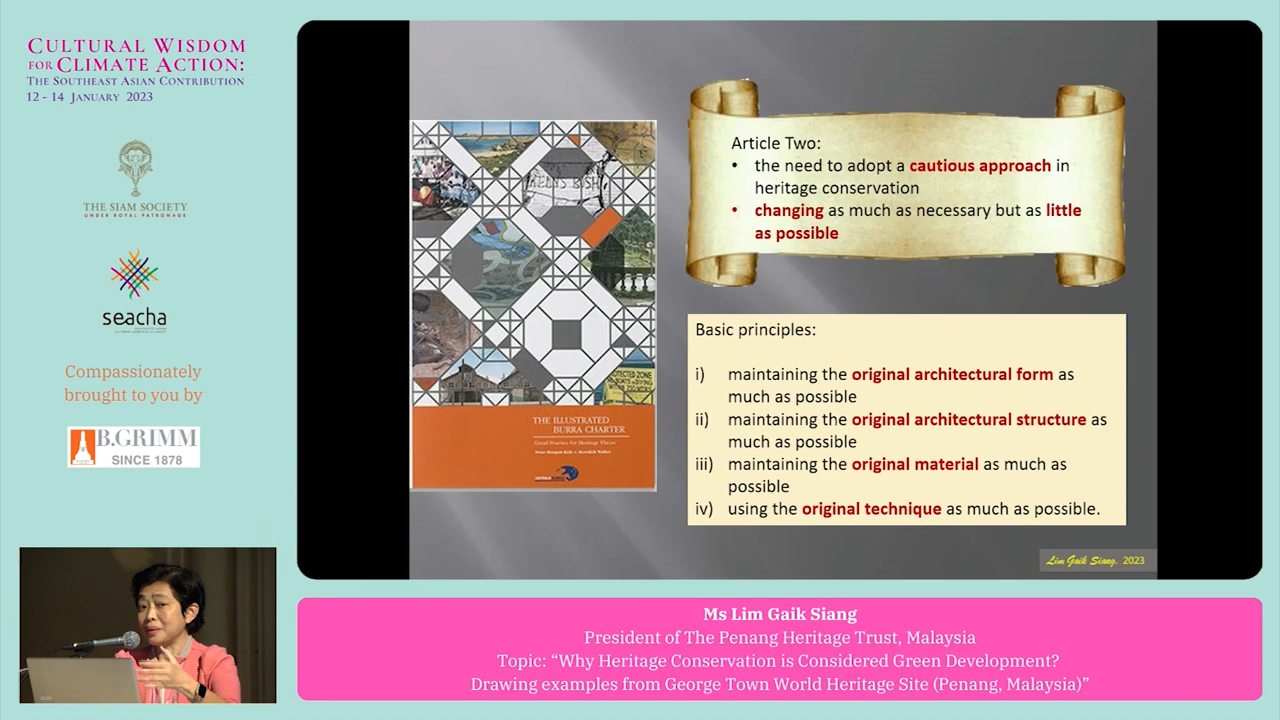 CULTURAL WISDOM
FOR CLIMATE ACTION:
THE SOUTHEAST ASIAN CONTRIBUTION
12 - 14 JANUARY 2023
THE SIAM SOCIETY
UNDER ROYAL PATRONAGE
seacha
Compassionately
brought to you by
B.GRIMM
SINCE 1878
THE ILLUSTRATED
BURRA CHARTER
Good Practice for Heritage Places
Article Two:
• the need to adopt a cautious approach in
heritage conservation
• changing as much as necessary but as little
as possible
Basic principles:
i) maintaining the original architectural form as
much as possible
ii) maintaining the original architectural structure as
much as possible
iii) maintaining the original material as much as
possible
iv) using the original technique as much as possible.
Lim Gaik Siang. 2023
Ms Lim Gaik Siang
President of The Penang Heritage Trust, Malaysia
Topic: “Why Heritage Conservation is Considered Green Development?
Drawing examples from George Town World Heritage Site (Penang, Malaysia)”